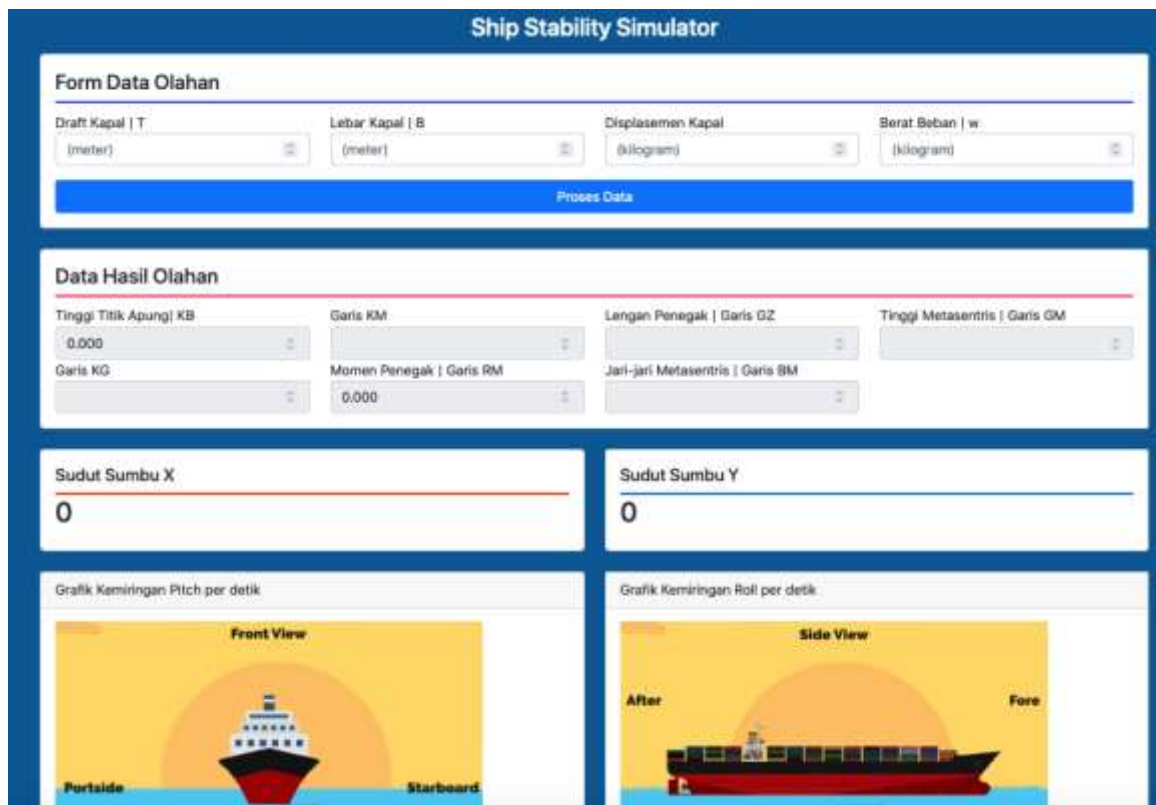 Ship Stability Simulator
Form Data Olahan
Draft Kapal | T Lebar Kapal | B Displasemen Kapal Berat Beban | w
(meter) (meter) (kilogram) (kilogram)
Proses Data
Data Hasil Olahan
Tinggi Titik Apung| KB Garis KM Lengan Penegak | Garis GZ Tinggi Metasentris | Garis GM
0.000
Garis KG Momen Penegak | Garis RM Jari-jari Metasentris | Garis BM
0.000
Sudut Sumbu X Sudut Sumbu Y
0 0
Grafik Kemiringan Pitch per detik Grafik Kemiringan Roll per detik
Front View Side View
After Fore
Portside Starboard